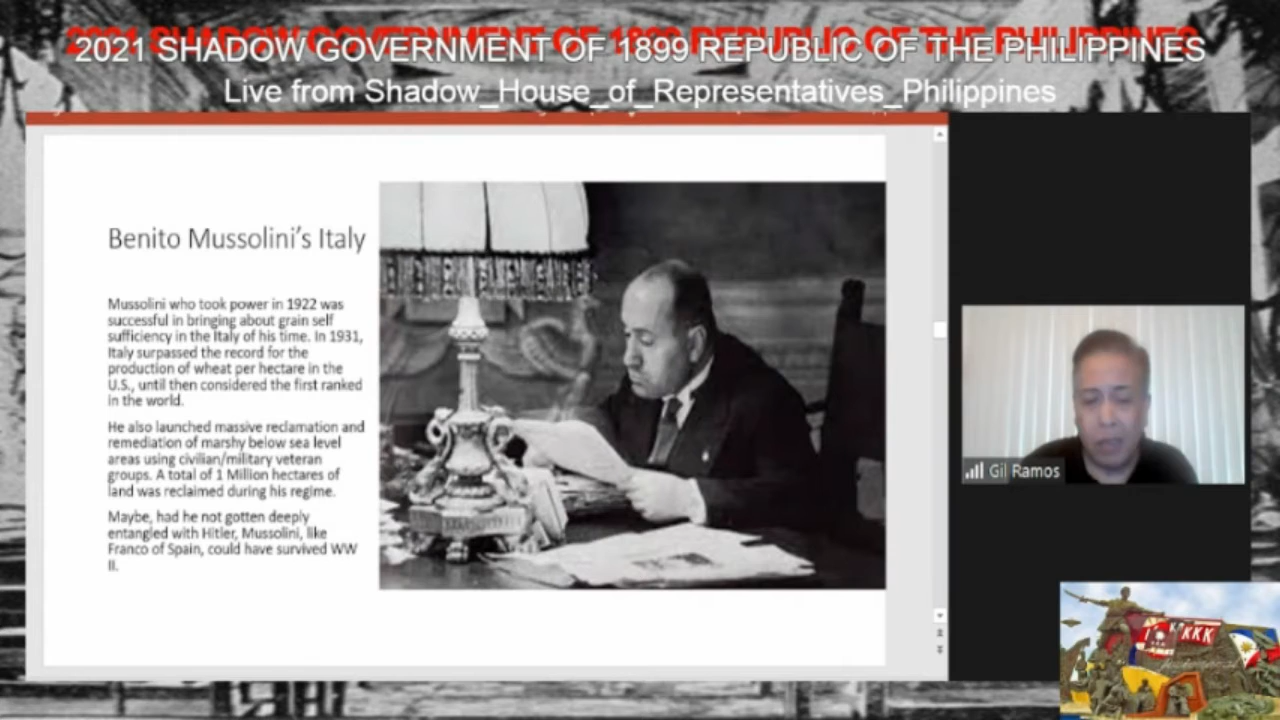 2021 SHADOW GOVERNMENT OF 1899 REPUBLIC OF THE PHILIPPINES
Live from Shadow_House_of_Representatives_Philippines
Benito Mussolini's Italy
Mussolini who took power in 1922 was
successful in bringing about grain self
sufficiency in the Italy of his time. In 1931,
Italy surpassed the record for the
production of wheat per hectare in the
U.S., until then considered the first ranked
in the world.
He also launched massive reclamation and
remediation of marshy below sea level
areas using civilian/military veteran
groups. A total of 1 Million hectares of
land was reclaimed during his regime.
Maybe, had he not gotten deeply
entangled with Hitler, Mussolini, like
Franco of Spain, could have survived WW
II.
Gil Ramos
KKK